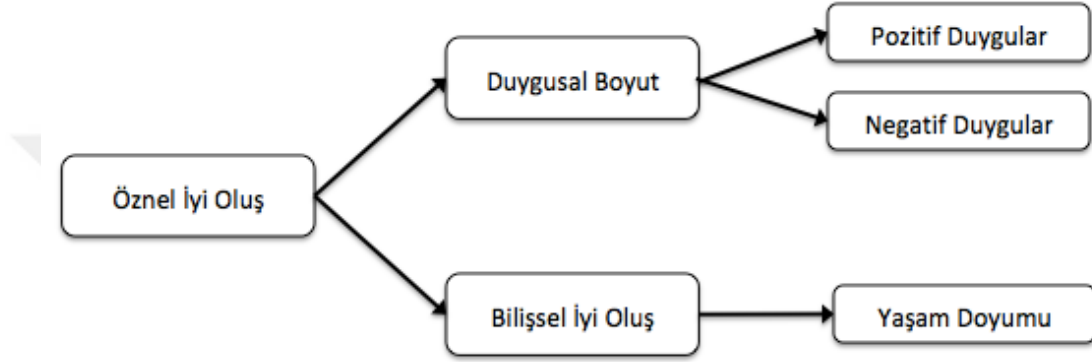 Pozitif Duygular
Duygusal Boyut
Negatif Duygular
Öznel İyi Oluş
Bilişsel İyi Oluş
Yaşam Doyumu